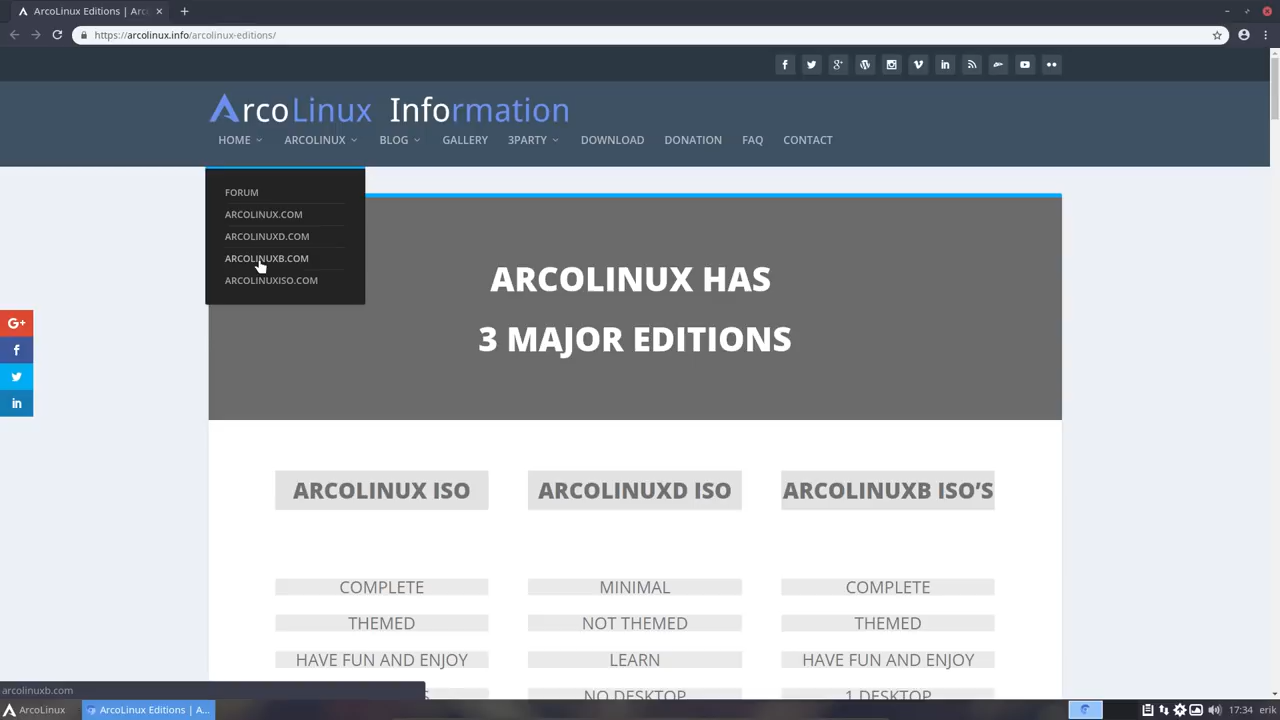 ArcoLinux Editions | Arc
https://arcolinux.info/arcolinux-editions/
ArcoLinux Information
HOME ARCOLINUX BLOG GALLERY 3PARTY DOWNLOAD DONATION FAQ CONTACT
FORUM
ARCOLINUX.COM
ARCOLINUXD.COM
ARCOLINUXB.COM
ARCOLINUXISO.COM
ARCOLINUX HAS
3 MAJOR EDITIONS
ARCOLINUX ISO ARCOLINUXD ISO ARCOLINUXB ISO’S
COMPLETE MINIMAL COMPLETE
THEMED NOT THEMED THEMED
HAVE FUN AND ENJOY LEARN HAVE FUN AND ENJOY
NO DESKTOP 1 DESKTOP
arcolinuxb.com
ArcoLinux ArcoLinux Editions | A... 17:34 erik